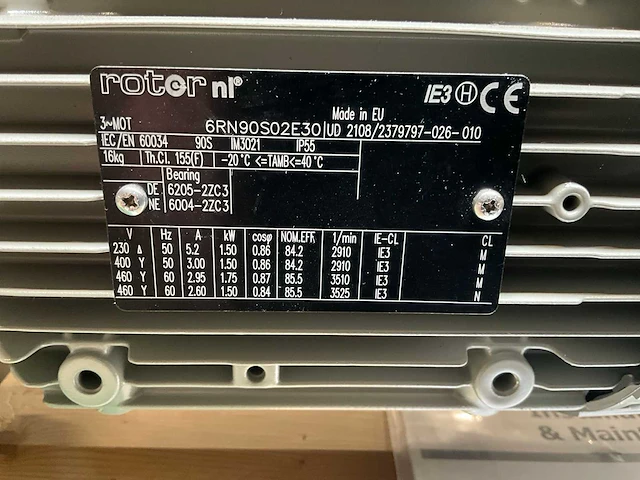 rotor nl® IE3 H CE
Made in EU
3~MOT 6RN90S02E30 UD 2108/2379797-026-010
IEC/EN 60034 90S IM3021 IP55
16kg Th.Cl. 155(F) -20°C <=TAMB<=40°C
Bearing
DE 6205-2ZC3
NE 6004-2ZC3
V Hz A kW cosφ NOM.EFF 1/min IE-CL CL
230 Δ 50 5.2 1.50 0.86 84.2 2910 IE3 M
400 Y 50 3.00 1.50 0.86 84.2 2910 IE3 M
460 Y 60 2.95 1.75 0.87 85.5 3510 IE3 M
460 Y 60 2.60 1.50 0.84 85.5 3525 IE3 N
& Maint